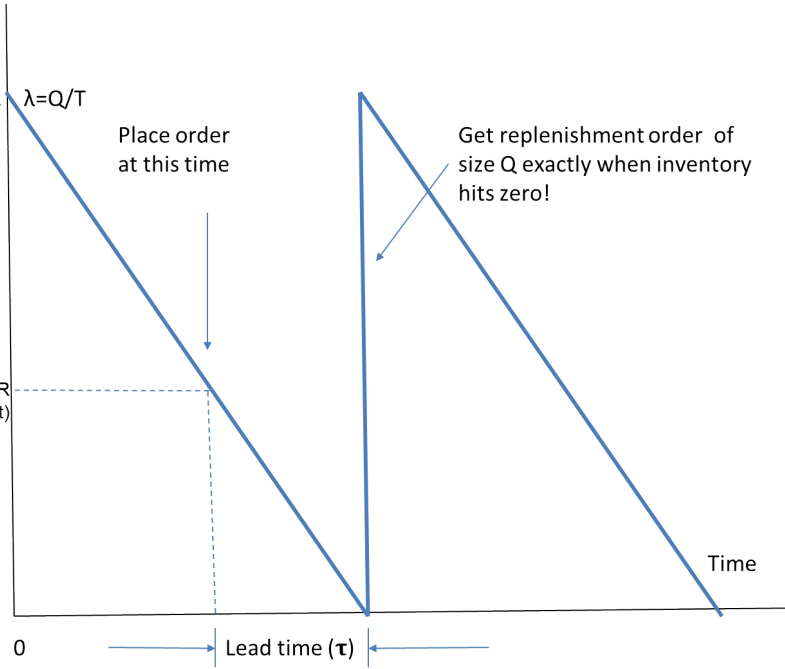 λ=Q/T
Place order
at this time
Get replenishment order of
size Q exactly when inventory
hits zero!
R
t)
Time
0
Lead time (τ)